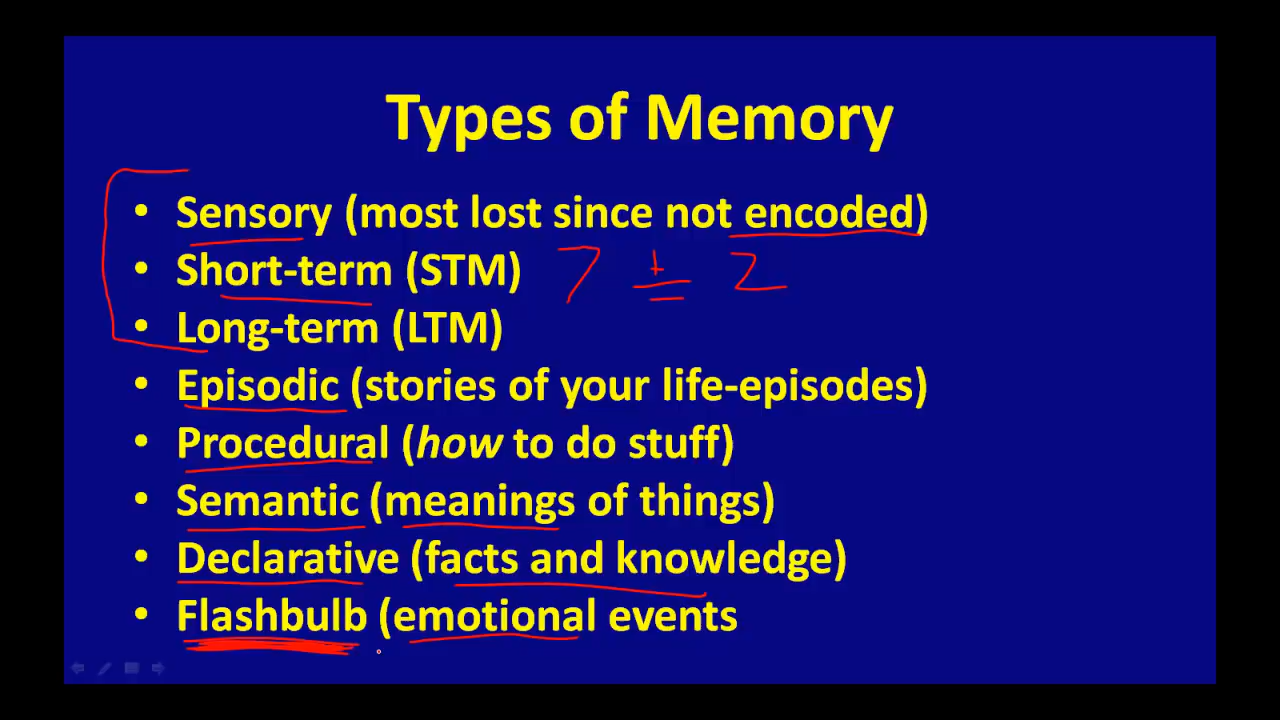 Types of Memory
• Sensory (most lost since not encoded)
• Short-term (STM) 7 ± 2
• Long-term (LTM)
• Episodic (stories of your life-episodes)
• Procedural (how to do stuff)
• Semantic (meanings of things)
• Declarative (facts and knowledge)
• Flashbulb (emotional events